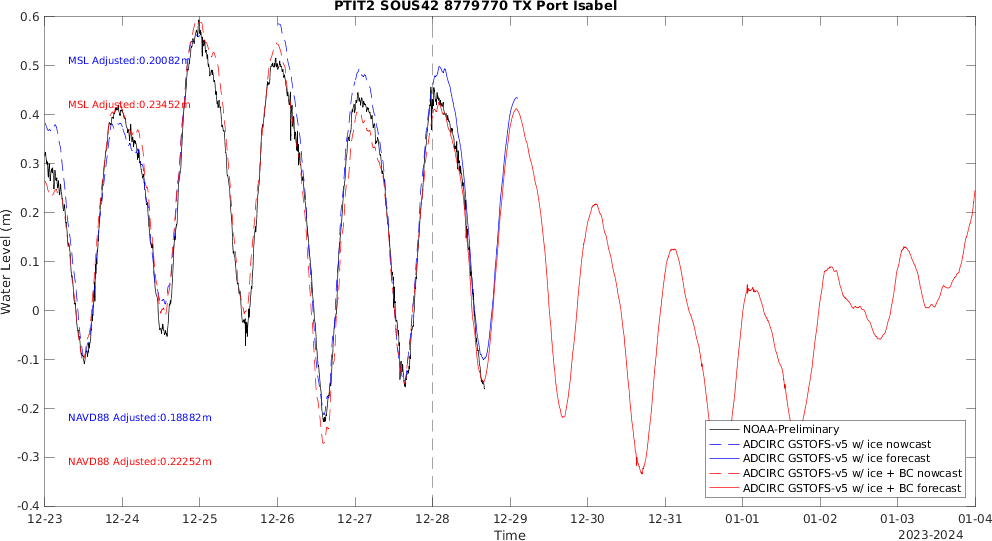 PTIT2 SOUS42 8779770 TX Port Isabel
0.6
0.5
0.4
0.3
0.2
0.1
0
-0.1
-0.2
-0.3
-0.4
Water Level (m)
MSL Adjusted:0.20082m
MSL Adjusted:0.23452m
NAVD88 Adjusted:0.18882m
NAVD88 Adjusted:0.22252m
NOAA-Preliminary
ADCIRC GSTOFS-v5 w/ ice nowcast
ADCIRC GSTOFS-v5 w/ ice forecast
ADCIRC GSTOFS-v5 w/ ice + BC nowcast
ADCIRC GSTOFS-v5 w/ ice + BC forecast
12-23 12-24 12-25 12-26 12-27 12-28 12-29 12-30 12-31 01-01 01-02 01-03 01-04
Time
2023-2024